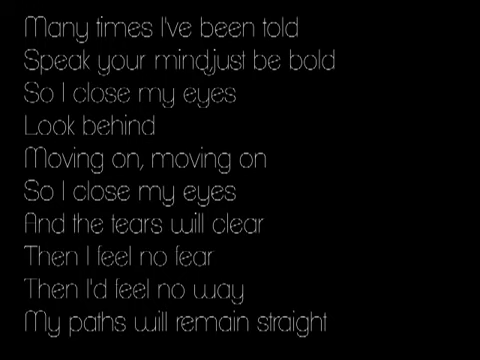 Many times I've been told
Speak your mind,just be bold
So I close my eyes
Look behind
Moving on, moving on
So I close my eyes
And the tears will clear
Then I feel no fear
Then I'd feel no way
My paths will remain straight